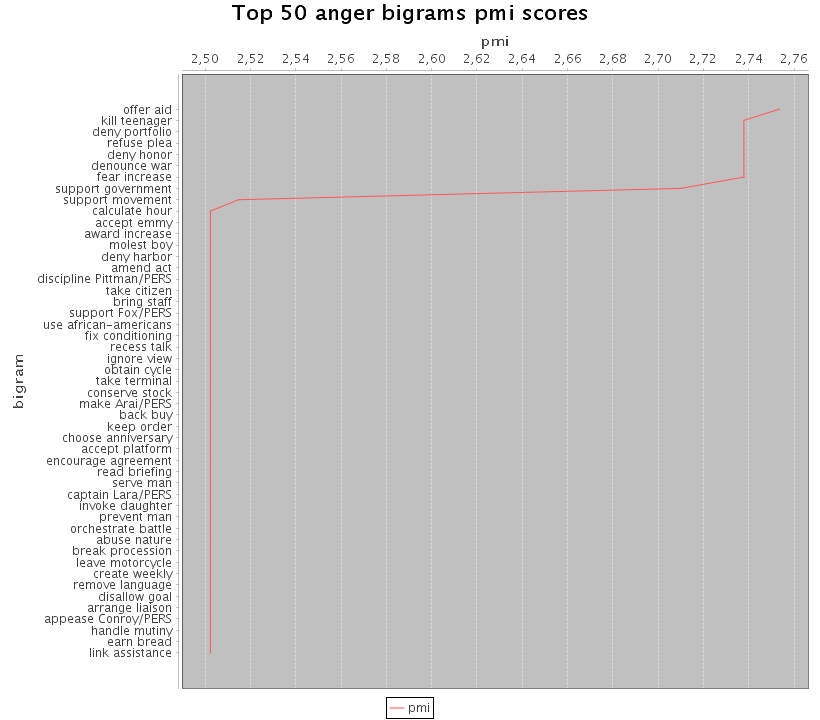 Top 50 anger bigrams pmi scores
pmi
2,50 2,52 2,54 2,56 2,58 2,60 2,62 2,64 2,66 2,68 2,70 2,72 2,74 2,76
offer aid
kill teenager
deny portfolio
refuse plea
deny honor
denounce war
fear increase
support government
support movement
calculate hour
accept emmy
award increase
molest boy
deny harbor
amend act
discipline Pittman/PERS
take citizen
bring staff
support Fox/PERS
use african-americans
fix conditioning
recess talk
ignore view
obtain cycle
take terminal
conserve stock
make Arai/PERS
back buy
keep order
choose anniversary
accept platform
encourage agreement
read briefing
serve man
captain Lara/PERS
invoke daughter
prevent man
orchestrate battle
abuse nature
break procession
leave motorcycle
create weekly
remove language
disallow goal
arrange liaison
appease Conroy/PERS
handle mutiny
earn bread
link assistance
bigram
pmi